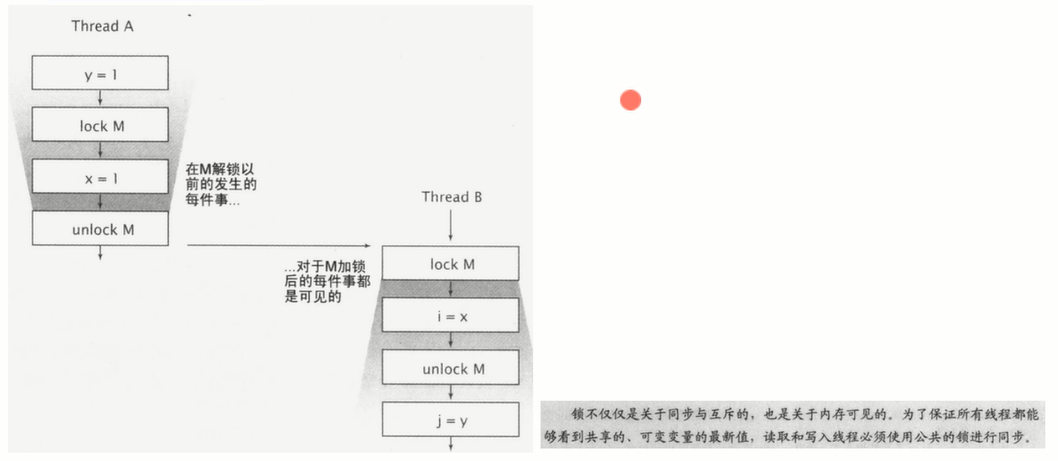 Thread A
y = 1
lock M
x = 1
unlock M
在M解锁以
前的发生的
每件事...
Thread B
lock M
...对于M加锁
后的每件事都
是可见的
i = x
unlock M
j = y
锁不仅仅是关于同步与互斥的，也是关于内存可见的。为了保证所有线程都能
够看到共享的、可变变量的最新值，读取和写入线程必须使用公共的锁进行同步。